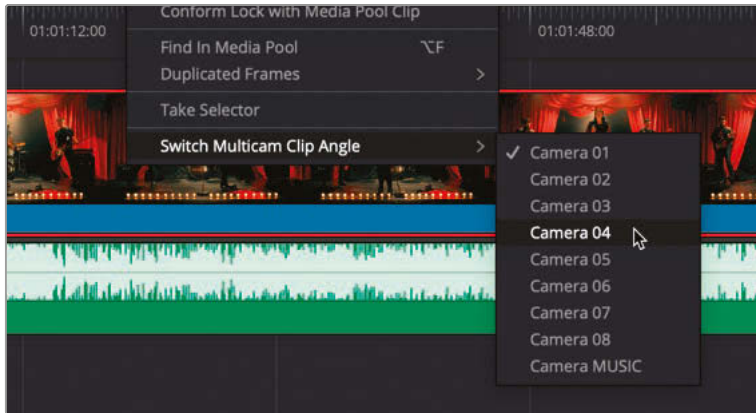 Conform Lock with Media Pool Clip
01:01:12:00
01:01:48:00
Find In Media Pool ⌥F
Duplicated Frames >
Take Selector
Switch Multicam Clip Angle >
✓ Camera 01
Camera 02
Camera 03
Camera 04
Camera 05
Camera 06
Camera 07
Camera 08
Camera MUSIC